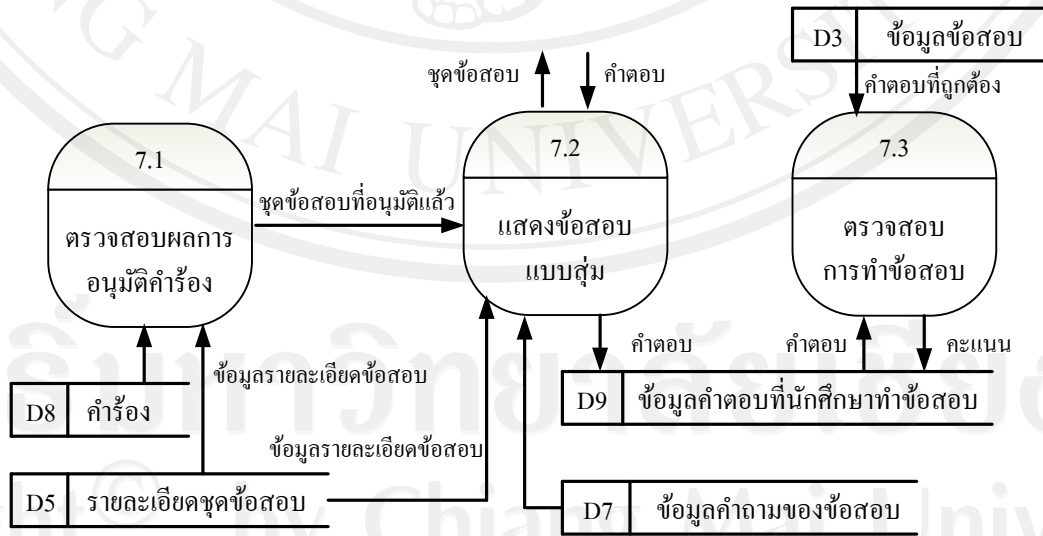 D3 ข้อมูลข้อสอบ
ชุดข้อสอบ
คำตอบ
คำตอบที่ถูกต้อง
7.1
ตรวจสอบผลการ
อนุมัติคำร้อง
ชุดข้อสอบที่อนุมัติแล้ว
7.2
แสดงข้อสอบ
แบบสุ่ม
7.3
ตรวจสอบ
การทำข้อสอบ
คำตอบ
คำตอบ
คะแนน
ข้อมูลรายละเอียดข้อสอบ
D8 คำร้อง
D9 ข้อมูลคำตอบที่นักศึกษาทำข้อสอบ
ข้อมูลรายละเอียดข้อสอบ
D5 รายละเอียดชุดข้อสอบ
D7 ข้อมูลคำถามของข้อสอบ
MAI UNIVERSI
by Chiang Mai Univ